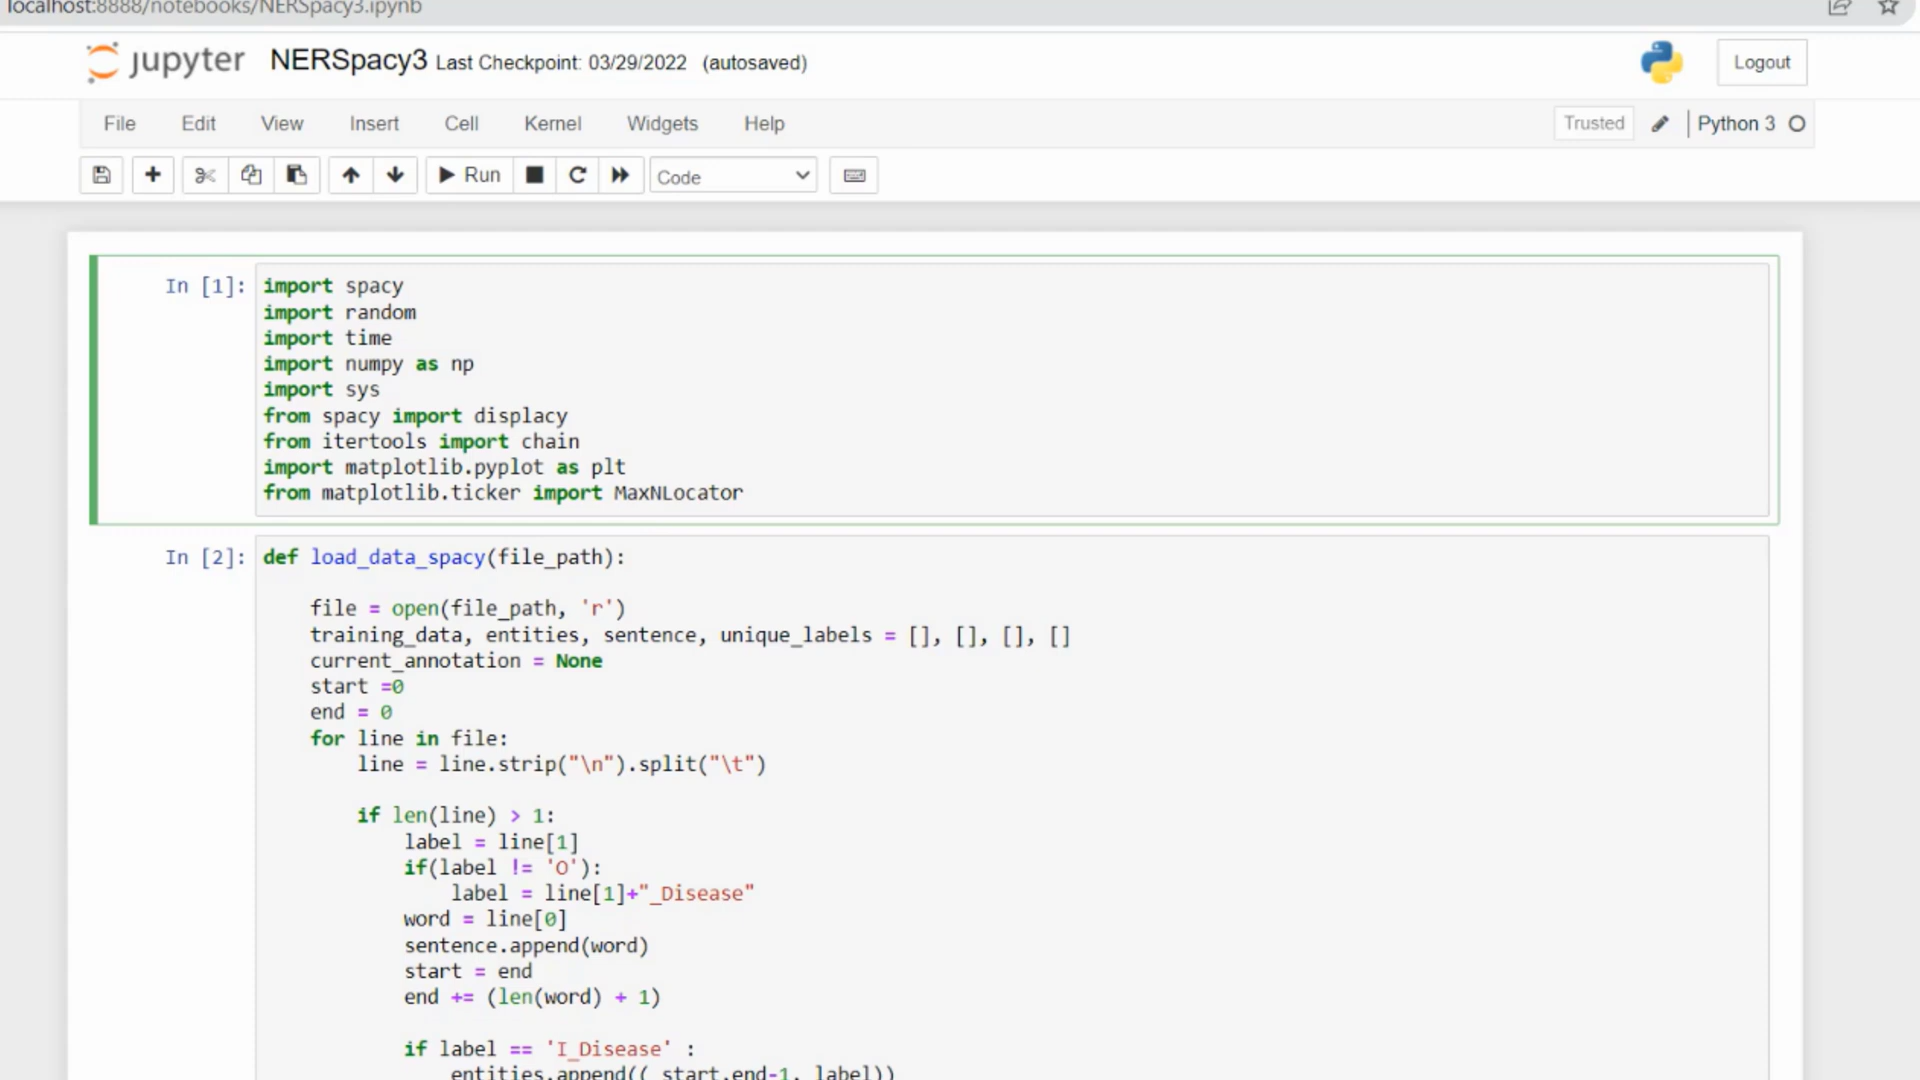 localhost:8888/notebooks/NERSpacy3.ipynb
jupyter NERSpacy3 Last Checkpoint: 03/29/2022 (autosaved) Logout
File Edit View Insert Cell Kernel Widgets Help Trusted Python 3
Run Code
In [1]: import spacy
import random
import time
import numpy as np
import sys
from spacy import displacy
from itertools import chain
import matplotlib.pyplot as plt
from matplotlib.ticker import MaxNLocator
In [2]: def load_data_spacy(file_path):
file = open(file_path, 'r')
training_data, entities, sentence, unique_labels = [], [], [], []
current_annotation = None
start =0
end = 0
for line in file:
line = line.strip("\n").split("\t")
if len(line) > 1:
label = line[1]
if(label != 'O'):
label = line[1]+"_Disease"
word = line[0]
sentence.append(word)
start = end
end += (len(word) + 1)
if label == 'I_Disease' :
entities.append(( start,end-1, label))